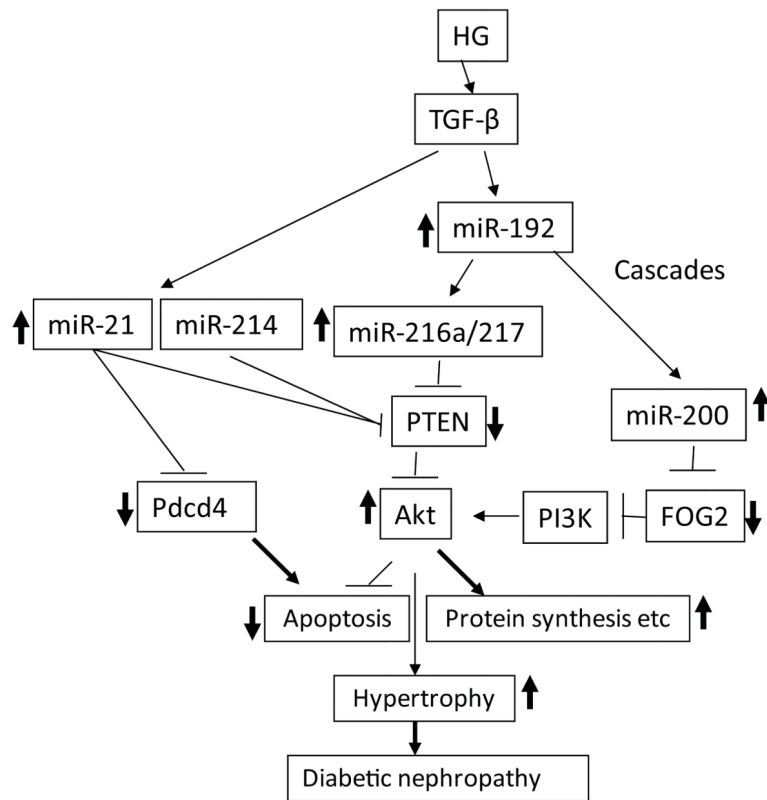 HG
TGF-β
miR-192
Cascades
miR-21
miR-214
miR-216a/217
miR-200
PTEN
Pdcd4
Akt
PI3K
FOG2
Apoptosis
Protein synthesis etc
Hypertrophy
Diabetic nephropathy